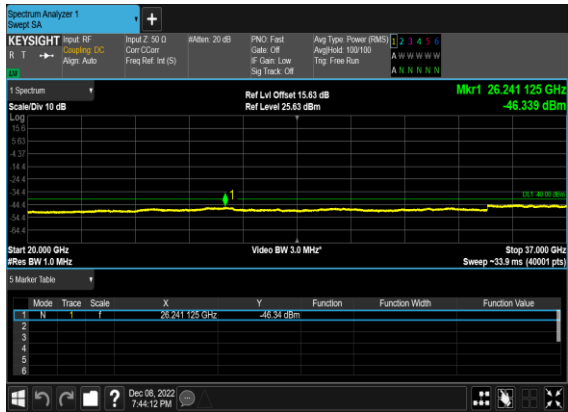 Spectrum Analyzer 1
Swept SA
KEYSIGHT Input: RF Input Z: 50 Ω #Atten: 20 dB PNO: Fast Avg Type: Power (RMS) 1 2 3 4 5 6
R T Coupling: DC Corr CCorr Gate: Off Avg|Hold: 100/100 A W W W W W
Align: Auto Freq Ref: Int (S) IF Gain: Low Trig: Free Run
Sig Track: Off A N N N N N
1 Spectrum Ref Lvl Offset 15.63 dB Mkr1 26.241 125 GHz
Scale/Div 10 dB Ref Level 25.63 dBm -46.339 dBm
Log
15.6
5.63
-4.37
-14.4
-24.4
-34.4 1 DL1 -40.00 dBm
-44.4
-54.4
-64.4
Start 20.000 GHz Video BW 3.0 MHz* Stop 37.000 GHz
#Res BW 1.0 MHz Sweep ~33.9 ms (40001 pts)
5 Marker Table
Mode Trace Scale X Y Function Function Width Function Value
1 N 1 f 26.241 125 GHz -46.34 dBm
2
3
4
5
6
? Dec 08, 2022
7:44:12 PM